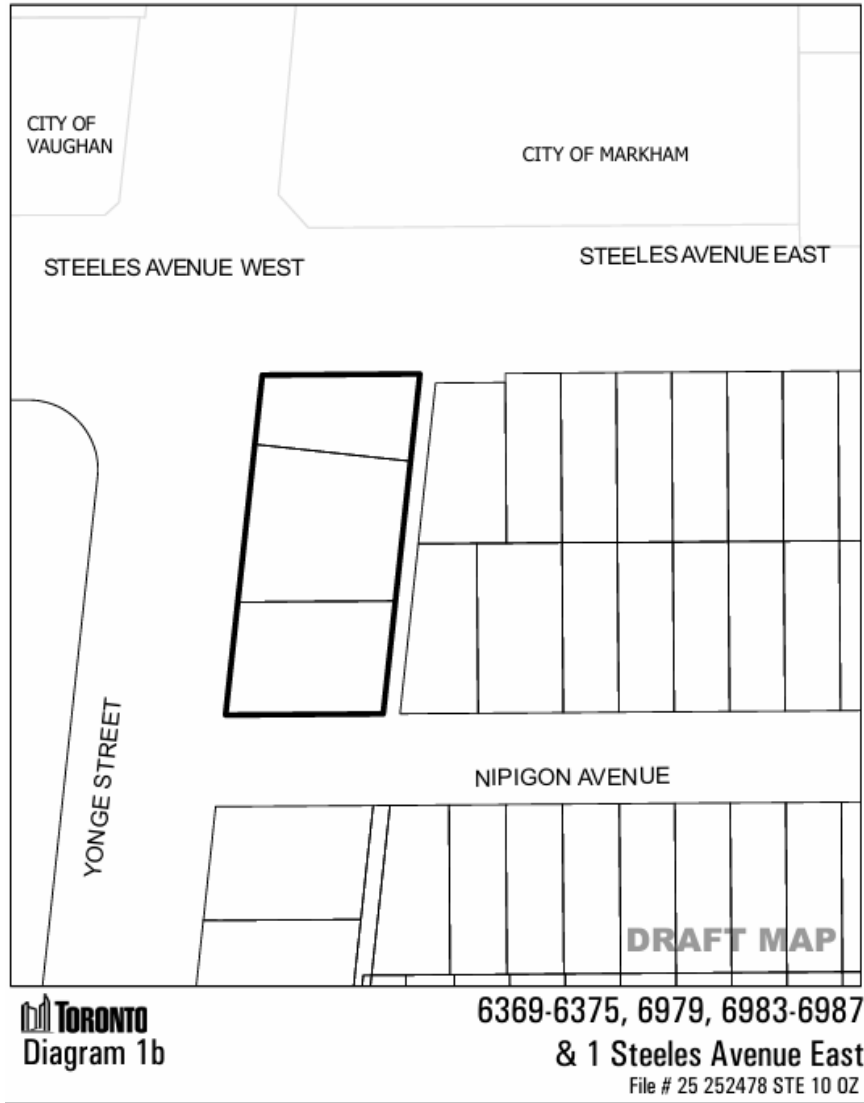 CITY OF
VAUGHAN
CITY OF MARKHAM
STEELES AVENUE WEST
STEELES AVENUE EAST
YONGE STREET
NIPIGON AVENUE
DRAFT MAP
TORONTO
Diagram 1b
6369-6375, 6979, 6983-6987
& 1 Steeles Avenue East
File # 25 252478 STE 10 OZ